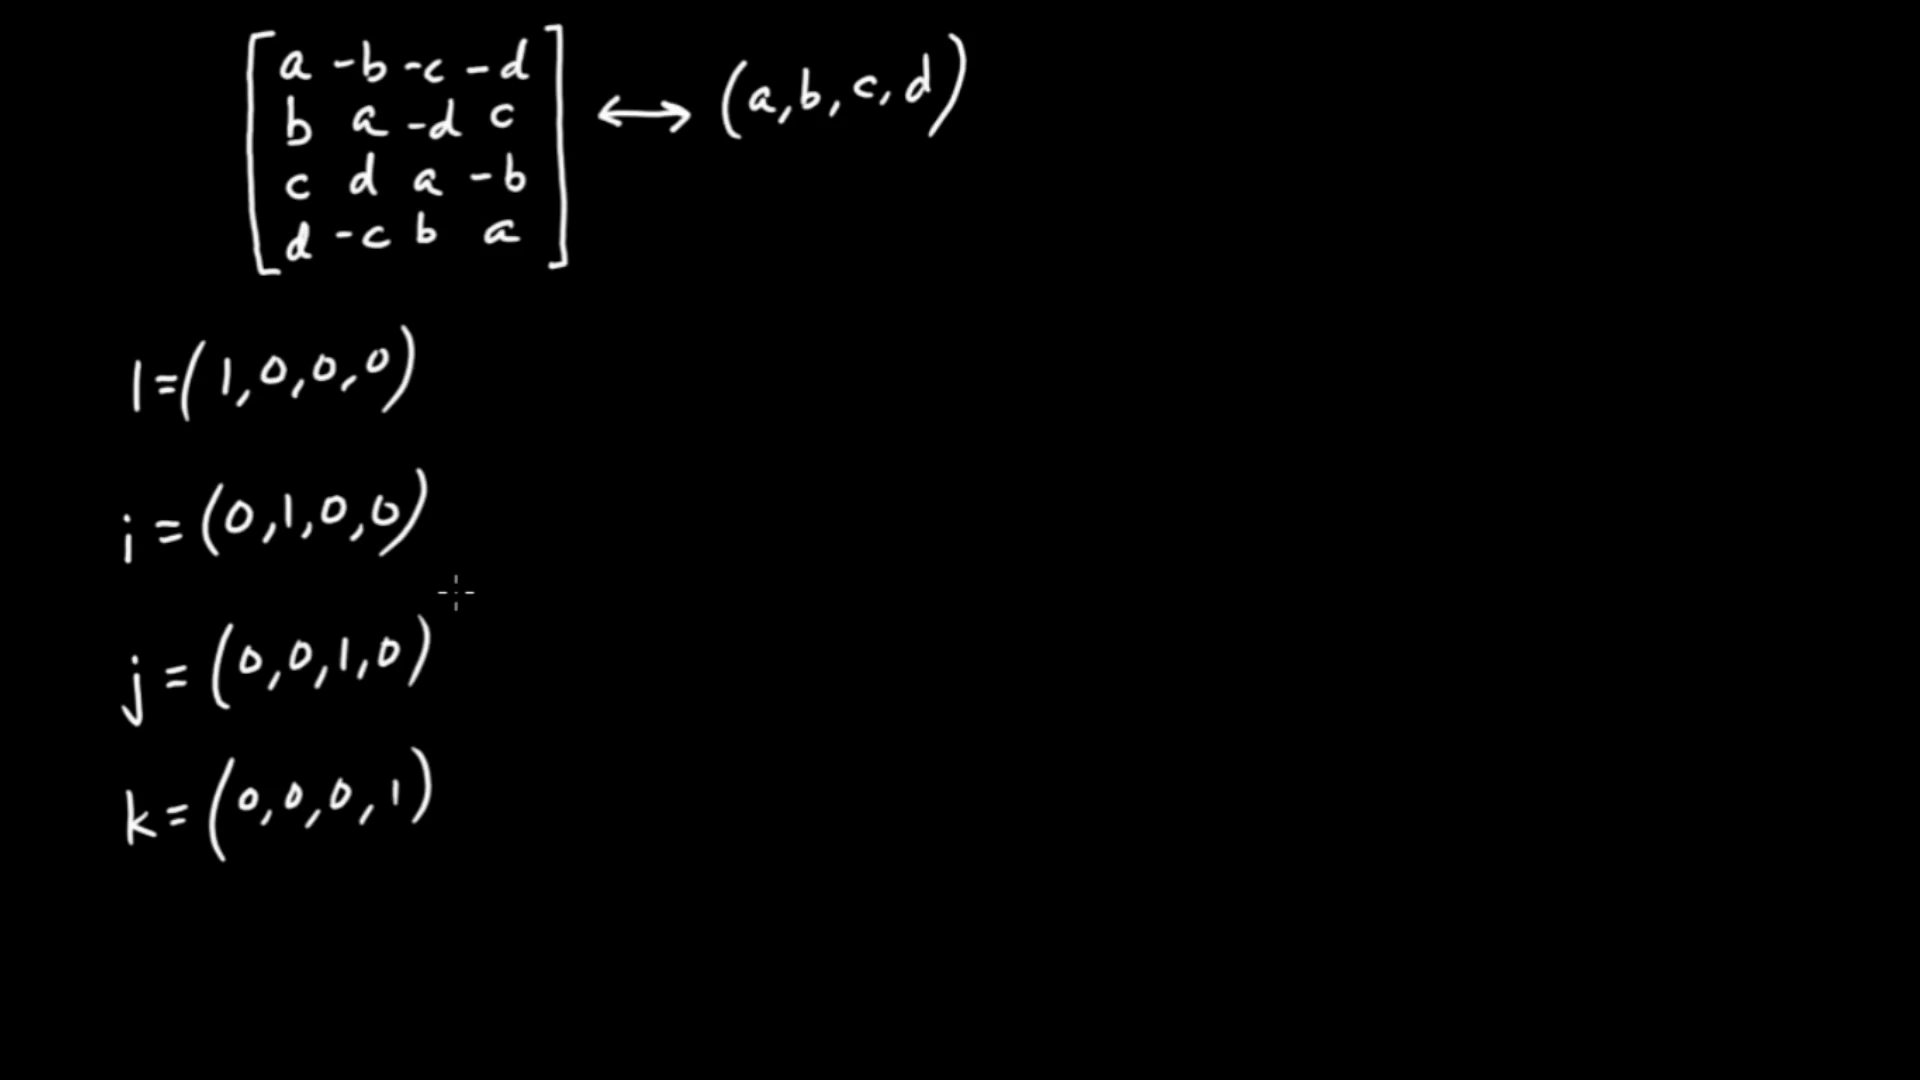 [ a -b -c -d
b a -d c
c d a -b
d -c b a ] ↔ (a, b, c, d)
1 = (1, 0, 0, 0)
i = (0, 1, 0, 0)
j = (0, 0, 1, 0)
k = (0, 0, 0, 1)